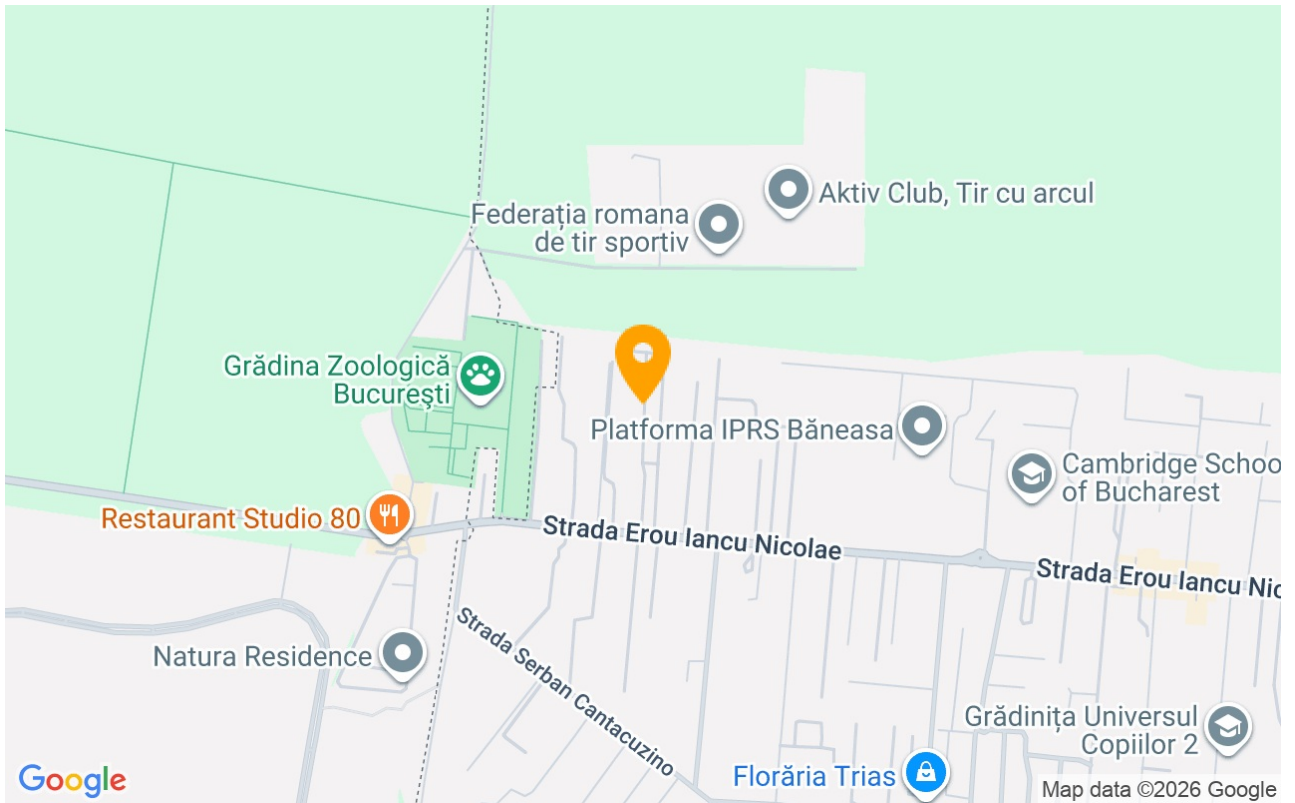 Aktiv Club, Tir cu arcul
Federația romana
de tir sportiv
Grădina Zoologică
București
Platforma IPRS Băneasa
Cambridge Schoo
of Bucharest
Restaurant Studio 80
Strada Erou Iancu Nicolae
Strada Erou Iancu Nic
Strada Serban Cantacuzino
Natura Residence
Grădinița Universul
Copiilor 2
Florăria Trias
Google
Map data ©2026 Google